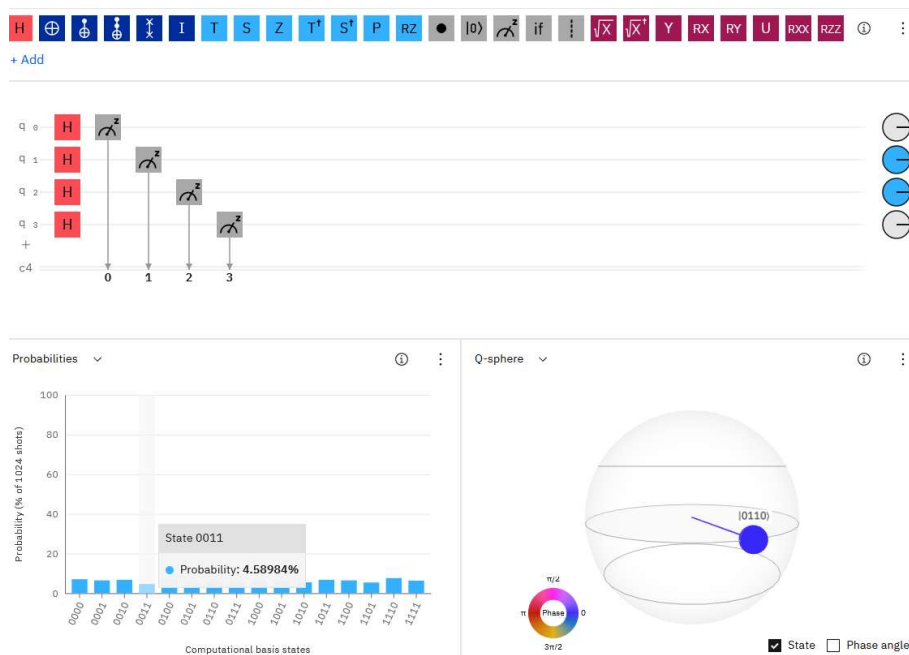 H I T S Z T† S† P RZ |0⟩ z if √X √X† Y RX RY U RXX RZZ
+ Add
q 0 H z
q 1 H z
q 2 H z
q 3 H z
+
c4
0 1 2 3
Probabilities
Q-sphere
Probability (% of 1024 shots)
100
80
60
40
20
0
State 0011
Probability: 4.58984%
0000 0001 0010 0011 0100 0101 0110 0111 1000 1001 1010 1011 1100 1101 1110 1111
Computational basis states
|0110⟩
π/2
π Phase 0
3π/2
State Phase angle